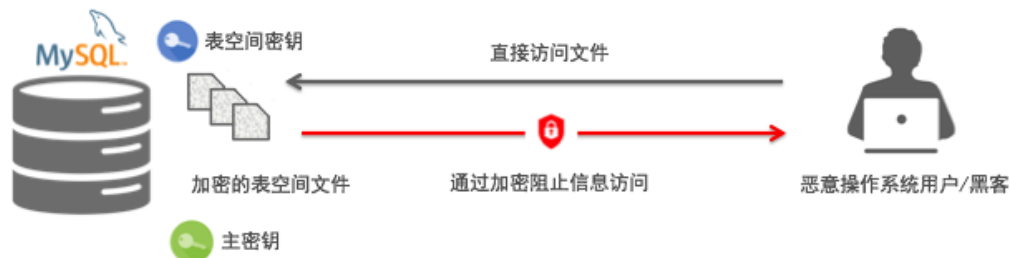 MySQL
表空间密钥
直接访问文件
加密的表空间文件
通过加密阻止信息访问
恶意操作系统用户/黑客
主密钥